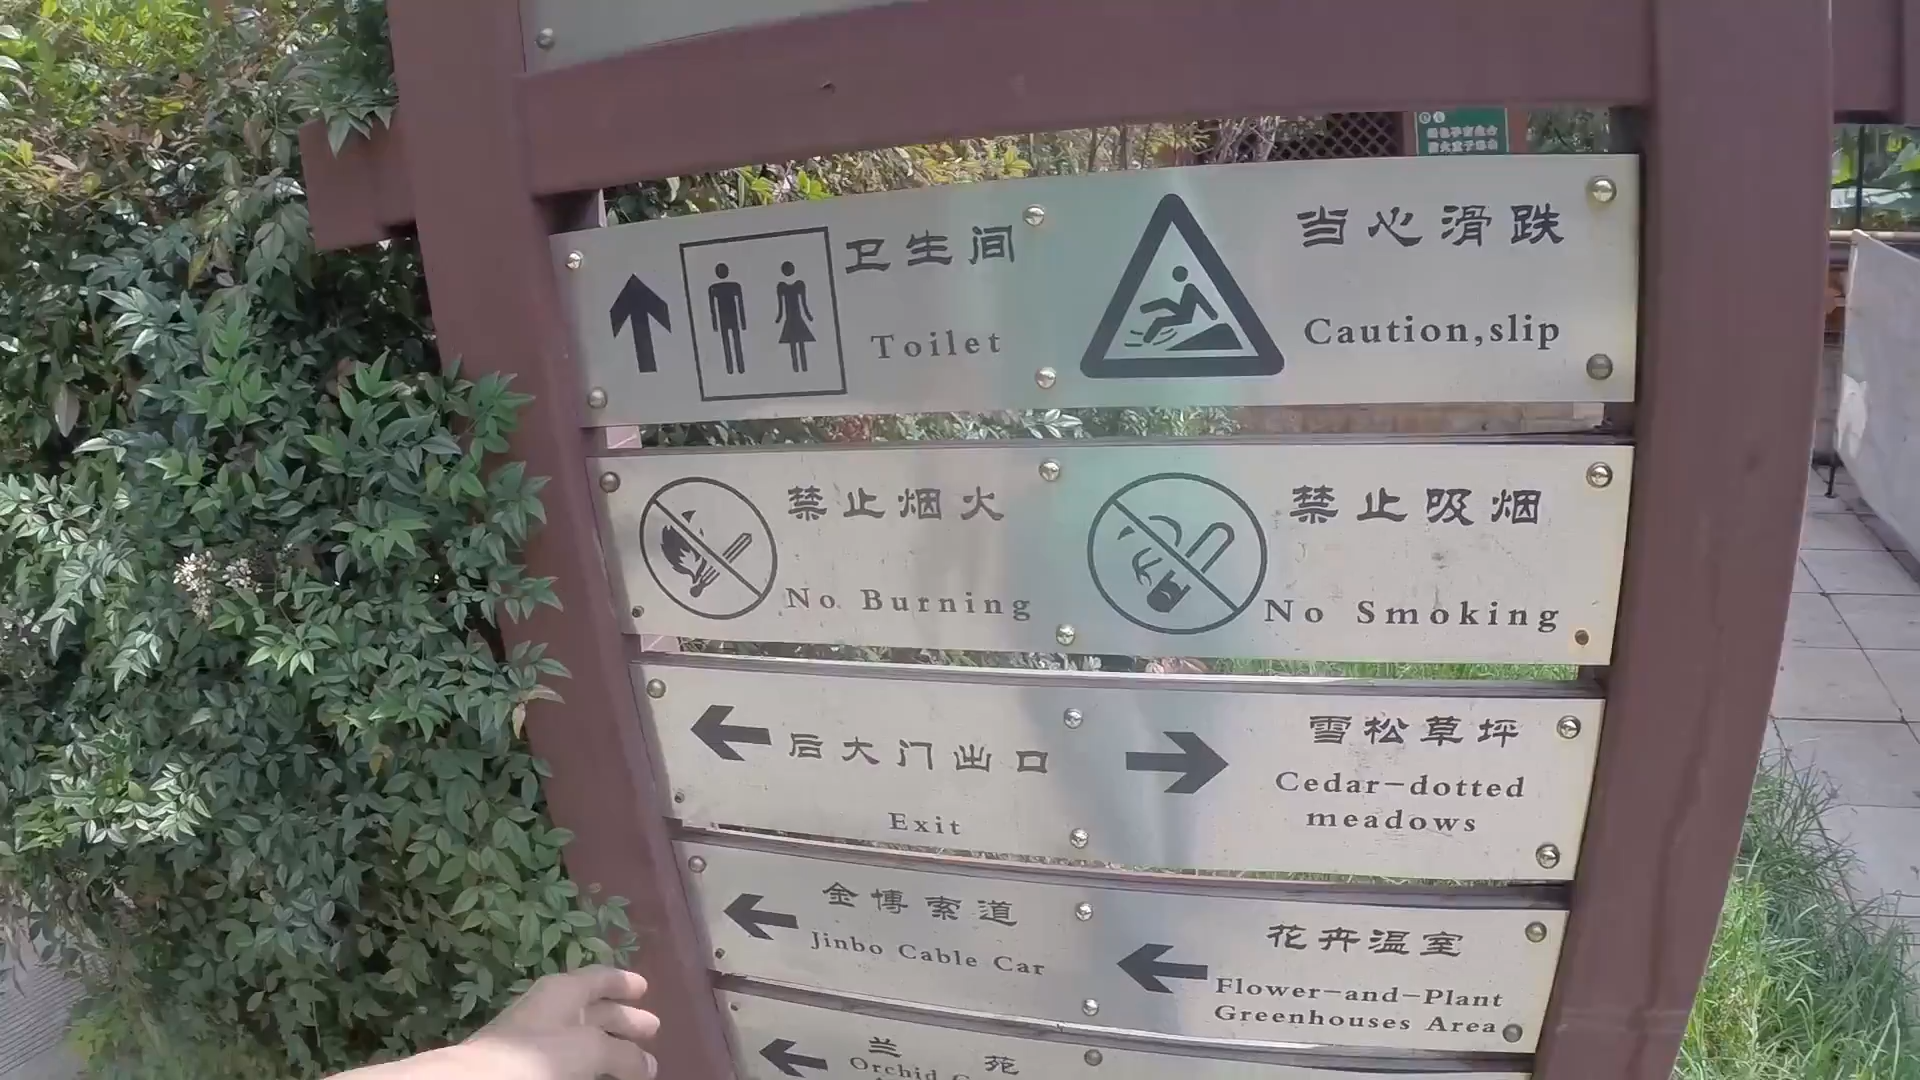 卫生间
Toilet
当心滑跌
Caution,slip
禁止烟火
No Burning
禁止吸烟
No Smoking
后大门出口
Exit
雪松草坪
Cedar-dotted
meadows
金博索道
Jinbo Cable Car
花卉温室
Flower-and-Plant
Greenhouses Area
兰苑
Orchid